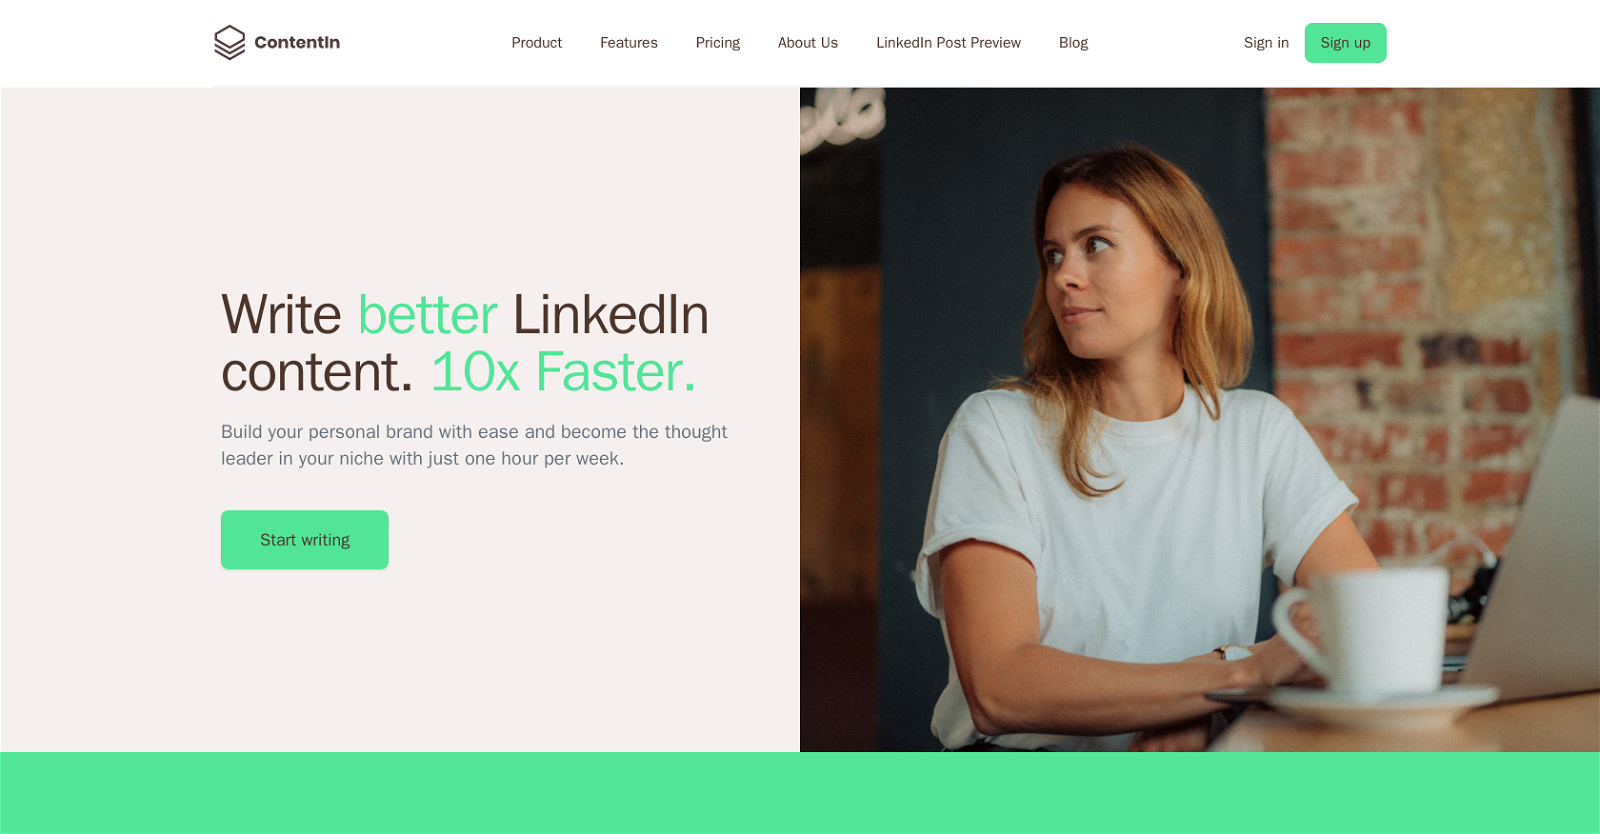 ContentIn
Product
Features
Pricing
About Us
LinkedIn Post Preview
Blog
Sign in
Sign up
Write better LinkedIn
content. 10x Faster.
Build your personal brand with ease and become the thought
leader in your niche with just one hour per week.
Start writing